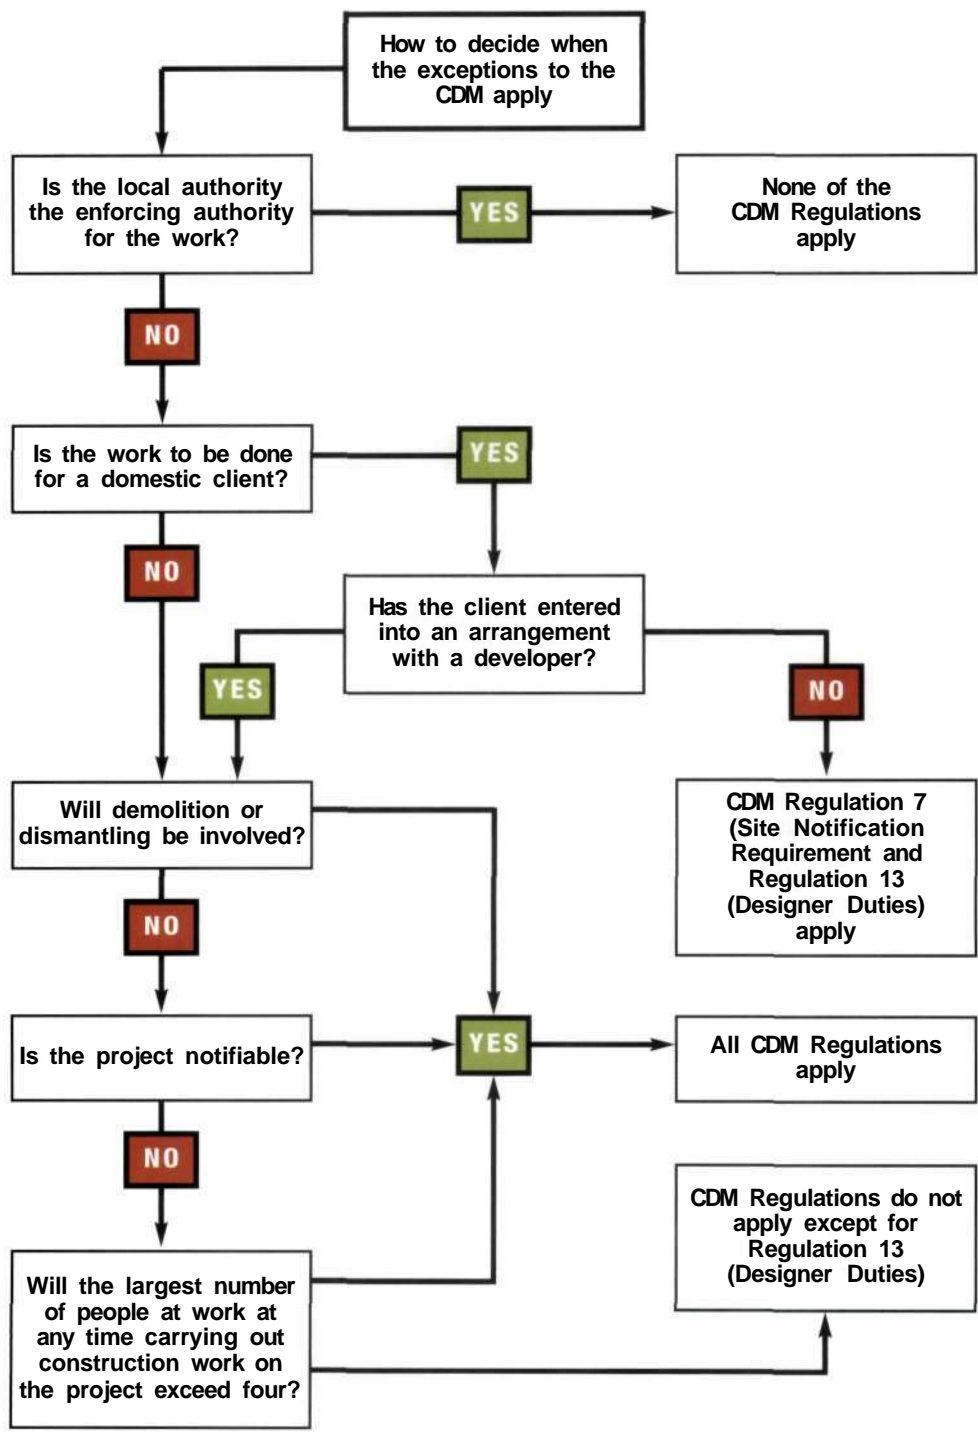 How to decide when
the exceptions to the
CDM apply
Is the local authority
the enforcing authority
for the work?
YES
None of the
CDM Regulations
apply
NO
Is the work to be done
for a domestic client?
YES
NO
Has the client entered
into an arrangement
with a developer?
YES
NO
Will demolition or
dismantling be involved?
CDM Regulation 7
(Site Notification
Requirement and
Regulation 13
(Designer Duties)
apply
NO
Is the project notifiable?
YES
All CDM Regulations
apply
NO
CDM Regulations do not
apply except for
Regulation 13
(Designer Duties)
Will the largest number
of people at work at
any time carrying out
construction work on
the project exceed four?